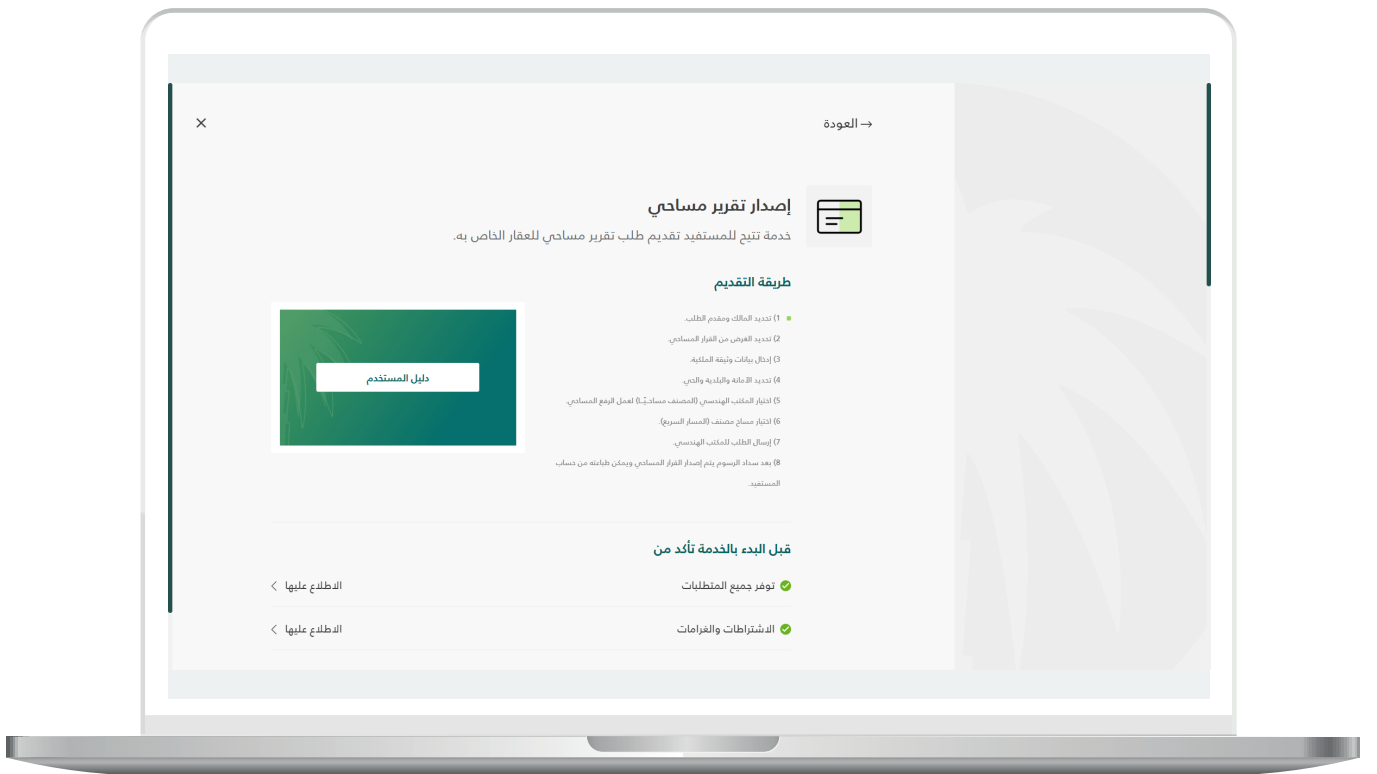 → العودة
×
إصدار تقرير مساحي
خدمة تتيح للمستفيد تقديم طلب تقرير مساحي للعقار الخاص به.
طريقة التقديم
1) تحديد المالك ومقدم الطلب.
2) تحديد الغرض من القرار المساحي.
3) إدخال بيانات وثيقة الملكية.
4) تحديد الأمانة والبلدية والحي.
5) اختيار المكتب الهندسي (المصنف مساحـيًـا) لعمل الرفع المساحي.
6) اختيار مساح مصنف (المسار السريع).
7) إرسال الطلب للمكتب الهندسي.
8) بعد سداد الرسوم يتم إصدار القرار المساحي ويمكن طباعته من حساب
المستفيد.
دليل المستخدم
قبل البدء بالخدمة تأكد من
توفر جميع المتطلبات
الاطلاع عليها
الاشتراطات والغرامات
الاطلاع عليها